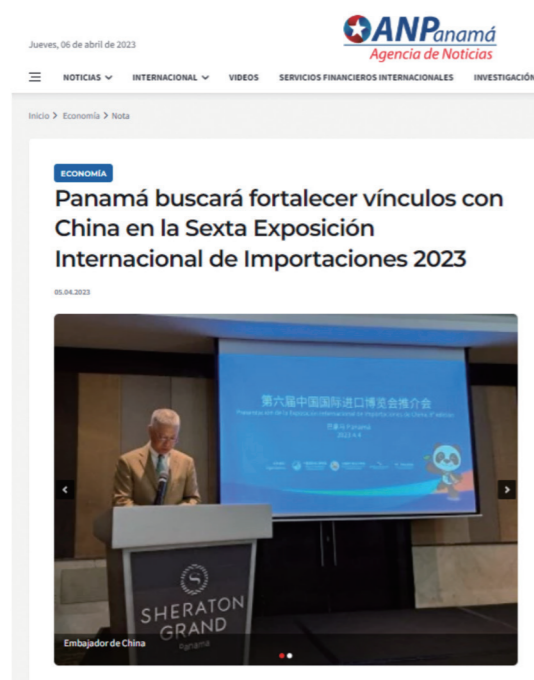 Jueves, 06 de abril de 2023
ANPanamá
Agencia de Noticias
NOTICIAS
INTERNACIONAL
VIDEOS
SERVICIOS FINANCIEROS INTERNACIONALES
INVESTIGACIÓN
Inicio > Economía > Nota
ECONOMÍA
Panamá buscará fortalecer vínculos con
China en la Sexta Exposición
Internacional de Importaciones 2023
05.04.2023
第六届中国国际进口博览会推介会
Panamá
2023.4.4
SHERATON
GRAND
Panama
Embajador de China